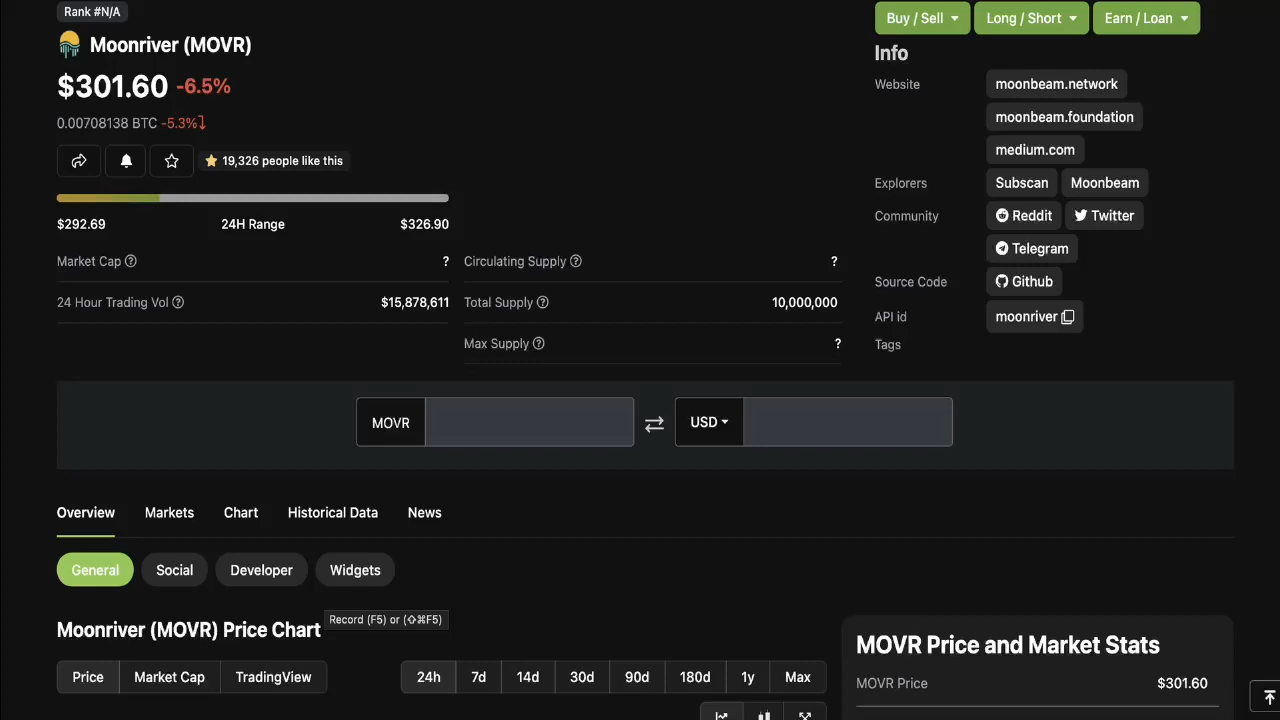 Rank #N/A
Moonriver (MOVR)
$301.60 -6.5%
0.00708138 BTC -5.3%
19,326 people like this
$292.69 24H Range $326.90
Market Cap ?
24 Hour Trading Vol $15,878,611
Circulating Supply ?
Total Supply 10,000,000
Max Supply ?
Buy / Sell Long / Short Earn / Loan
Info
Website moonbeam.network
moonbeam.foundation
medium.com
Explorers Subscan Moonbeam
Community Reddit Twitter
Telegram
Source Code Github
API id moonriver
Tags
MOVR USD
Overview Markets Chart Historical Data News
General Social Developer Widgets
Record (F5) or (⇧⌘F5)
Moonriver (MOVR) Price Chart
Price Market Cap TradingView 24h 7d 14d 30d 90d 180d 1y Max
MOVR Price and Market Stats
MOVR Price $301.60